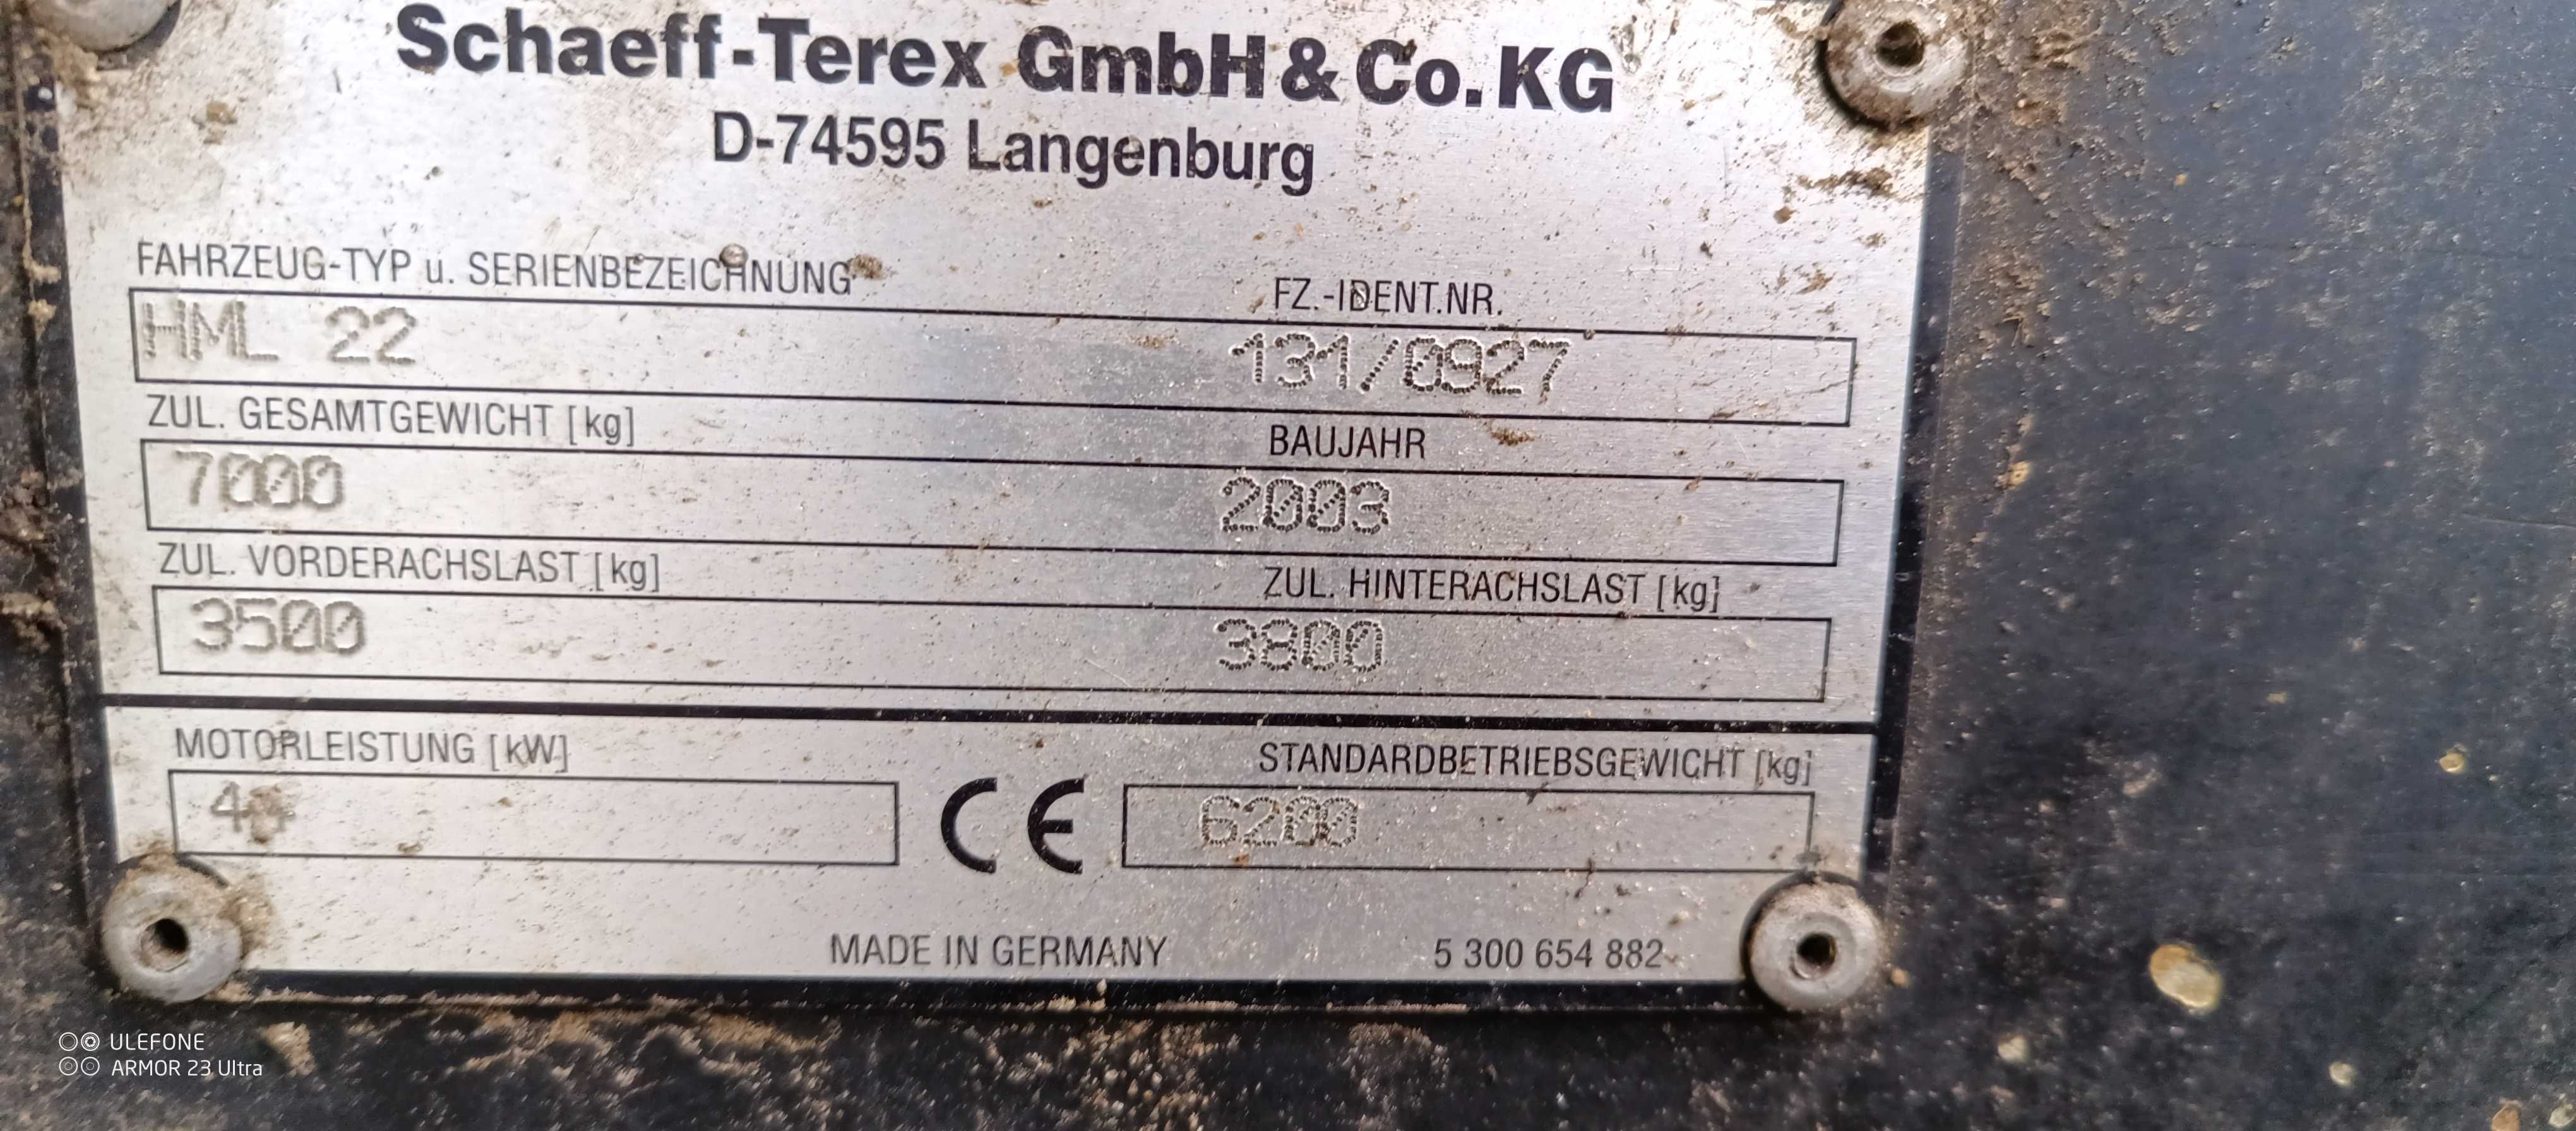 Schaeff-Terex GmbH & Co. KG
D-74595 Langenburg
FAHRZEUG-TYP u. SERIENBEZEICHNUNG FZ.-IDENT.NR.
HML 22 131/0927
ZUL. GESAMTGEWICHT [kg] BAUJAHR
7000 2003
ZUL. VORDERACHSLAST [kg] ZUL. HINTERACHSLAST [kg]
3500 3800
MOTORLEISTUNG [kW] STANDARDBETRIEBSGEWICHT [kg]
CE 6200
MADE IN GERMANY 5 300 654 882
ULEFONE
ARMOR 23 Ultra